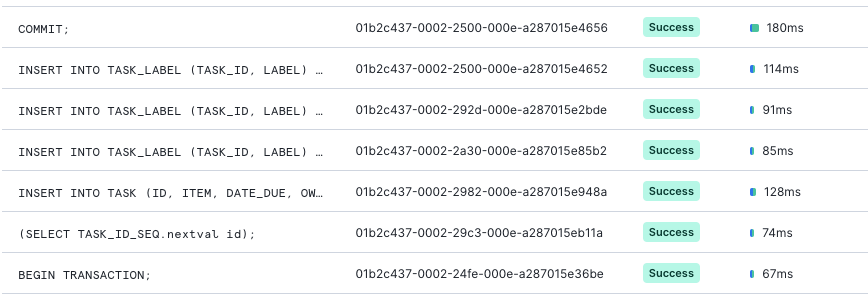 COMMIT; 01b2c437-0002-2500-000e-a287015e4656 Success 180ms
INSERT INTO TASK_LABEL (TASK_ID, LABEL) … 01b2c437-0002-2500-000e-a287015e4652 Success 114ms
INSERT INTO TASK_LABEL (TASK_ID, LABEL) … 01b2c437-0002-292d-000e-a287015e2bde Success 91ms
INSERT INTO TASK_LABEL (TASK_ID, LABEL) … 01b2c437-0002-2a30-000e-a287015e85b2 Success 85ms
INSERT INTO TASK (ID, ITEM, DATE_DUE, OW… 01b2c437-0002-2982-000e-a287015e948a Success 128ms
(SELECT TASK_ID_SEQ.nextval id); 01b2c437-0002-29c3-000e-a287015eb11a Success 74ms
BEGIN TRANSACTION; 01b2c437-0002-24fe-000e-a287015e36be Success 67ms